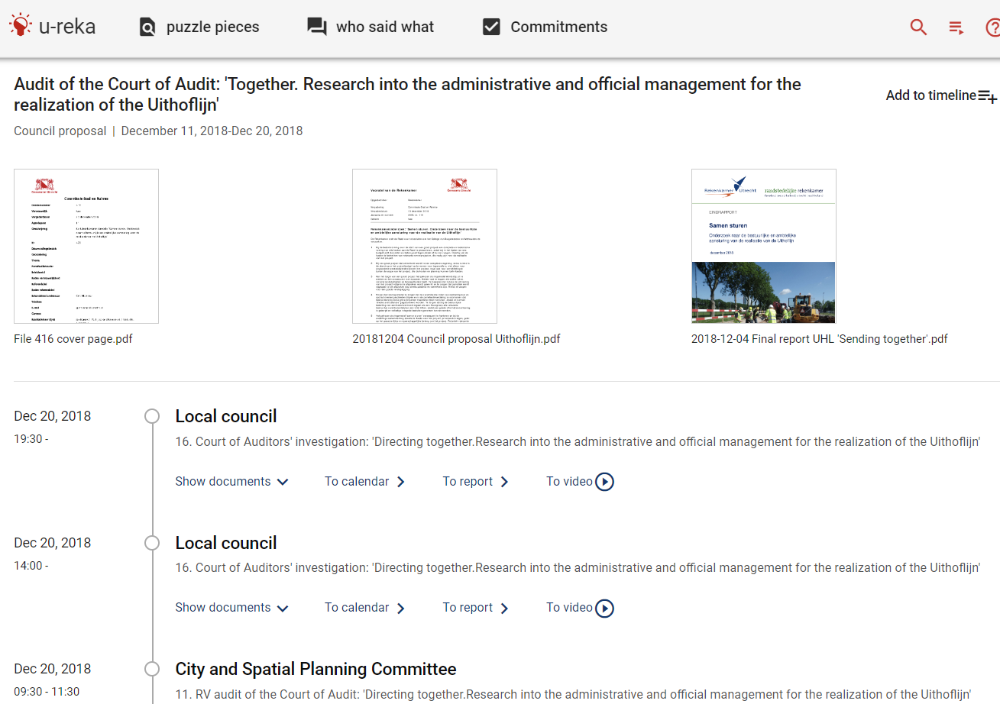 u-reka
puzzle pieces
who said what
Commitments
Audit of the Court of Audit: 'Together. Research into the administrative and official management for the
realization of the Uithoflijn'
Add to timeline
Council proposal | December 11, 2018-Dec 20, 2018
Gemeente Utrecht
Commissie Stad en Ruimte
Voorstel van de Rekenkamer
Gemeente Utrecht
Rekenkamer Utrecht
randstedelijke rekenkamer
EINDRAPPORT
Samen sturen
Onderzoek naar de bestuurlijke en ambtelijke
aansturing van de realisatie van de Uithoflijn
december 2018
File 416 cover page.pdf
20181204 Council proposal Uithoflijn.pdf
2018-12-04 Final report UHL 'Sending together'.pdf
Dec 20, 2018
19:30 -
Local council
16. Court of Auditors' investigation: 'Directing together.Research into the administrative and official management for the realization of the Uithoflijn'
Show documents
To calendar
To report
To video
Dec 20, 2018
14:00 -
Local council
16. Court of Auditors' investigation: 'Directing together.Research into the administrative and official management for the realization of the Uithoflijn'
Show documents
To calendar
To report
To video
Dec 20, 2018
09:30 - 11:30
City and Spatial Planning Committee
11. RV audit of the Court of Audit: 'Directing together.Research into the administrative and official management for the realization of the Uithoflijn'